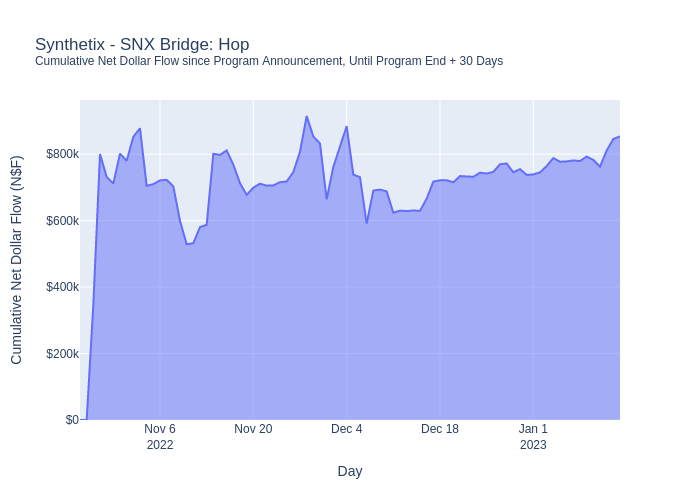 Synthetix - SNX Bridge: Hop
Cumulative Net Dollar Flow since Program Announcement, Until Program End + 30 Days
Cumulative Net Dollar Flow (N$F)
$800k
$600k
$400k
$200k
$0
Nov 6
2022
Nov 20
Dec 4
Dec 18
Jan 1
2023
Day